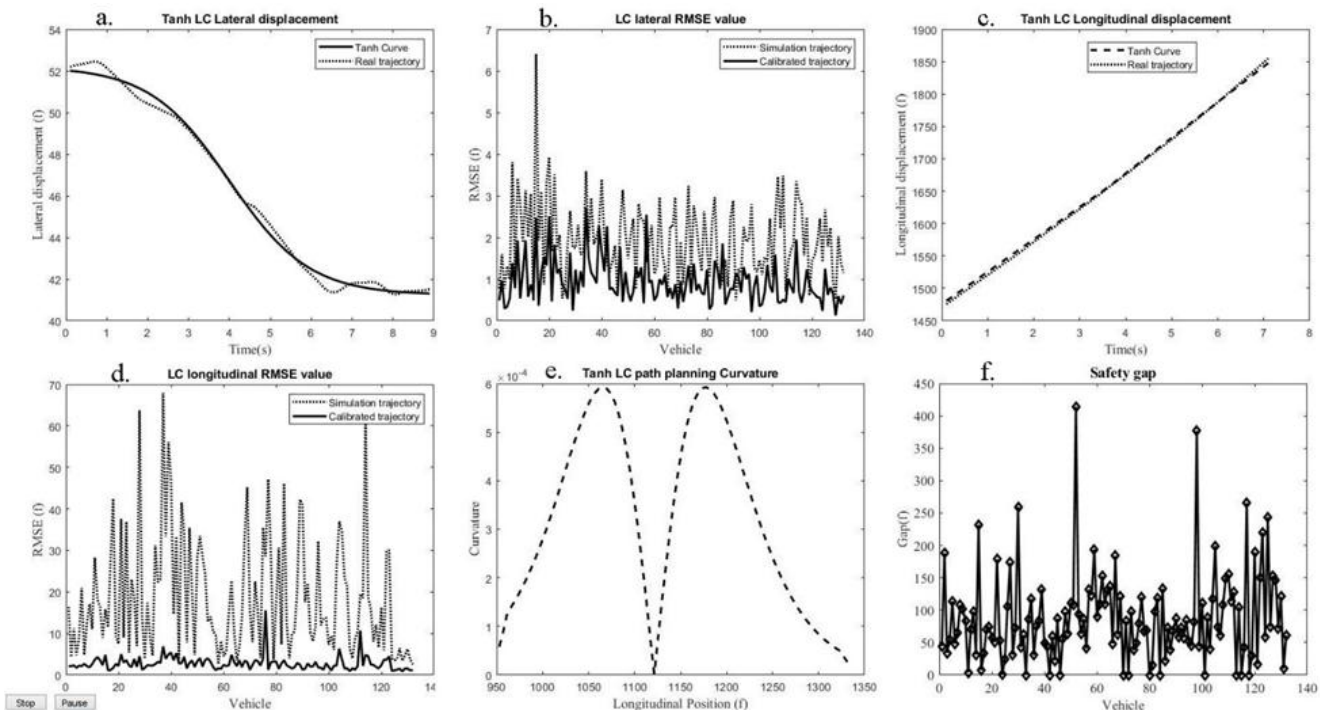 a.
Tanh LC Lateral displacement
54
52
50
48
46
44
42
40
Lateral displacement (f)
Tanh Curve
Real trajectory
0 1 2 3 4 5 6 7 8 9
Time(s)
b.
LC lateral RMSE value
7
6
5
4
3
2
1
0
RMSE (f)
Simulation trajectory
Calibrated trajectory
0 20 40 60 80 100 120 140
Vehicle
c.
Tanh LC Longitudinal displacement
1900
1850
1800
1750
1700
1650
1600
1550
1500
1450
Longitudinal displacement (f)
Tanh Curve
Real trajectory
0 1 2 3 4 5 6 7 8
Time(s)
d.
LC longitudinal RMSE value
70
60
50
40
30
20
10
0
RMSE (f)
Simulation trajectory
Calibrated trajectory
0 20 40 60 80 100 120 14
Vehicle
Stop Pause
e.
Tanh LC path planning Curvature
×10⁻⁴
6
5
4
3
2
1
0
Curvature
950 1000 1050 1100 1150 1200 1250 1300 1350
Longitudinal Position (f)
f.
Safety gap
450
400
350
300
250
200
150
100
50
0
Gap(f)
0 20 40 60 80 100 120 140
Vehicle